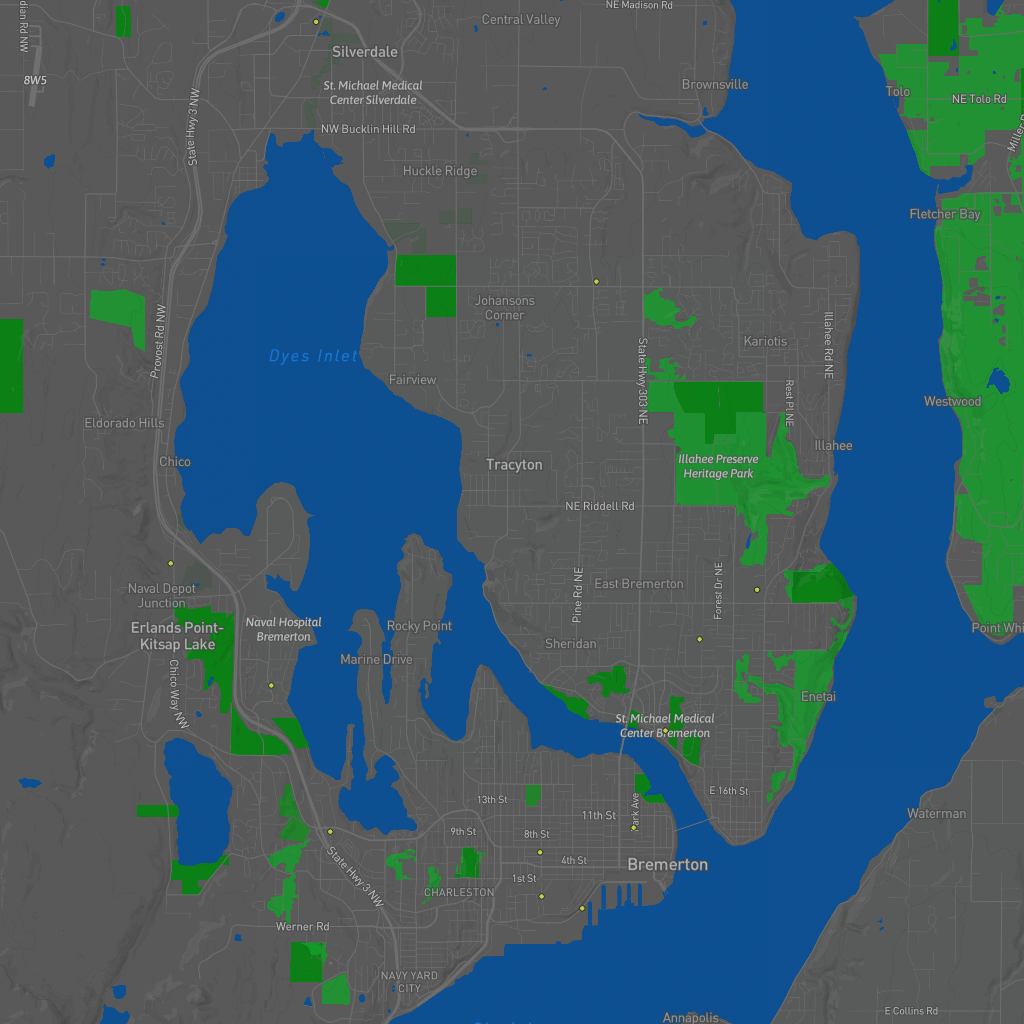 NE Madison Rd
Central Valley
Silverdale
8W5
St. Michael Medical
Center Silverdale
Brownsville
Tolo
NE Tolo Rd
State Hwy 3 NW
NW Bucklin Hill Rd
Huckle Ridge
Fletcher Bay
Johansons
Corner
Provost Rd NW
Dyes Inlet
State Hwy 303 NE
Kariotis
Illahee Rd NE
Fairview
Rest Pl NE
Westwood
Eldorado Hills
Chico
Tracyton
Illahee
Illahee Preserve
Heritage Park
NE Riddell Rd
Naval Depot
Junction
Pine Rd NE
East Bremerton
Forest Dr NE
Erlands Point-
Kitsap Lake
Naval Hospital
Bremerton
Rocky Point
Sheridan
Marine Drive
Chico Way NW
Enetai
St. Michael Medical
Center Bremerton
13th St
E 16th St
11th St
Park Ave
Waterman
9th St
8th St
State Hwy 3 NW
4th St
Bremerton
1st St
CHARLESTON
Werner Rd
NAVY YARD
CITY
E Collins Rd
Annapolis